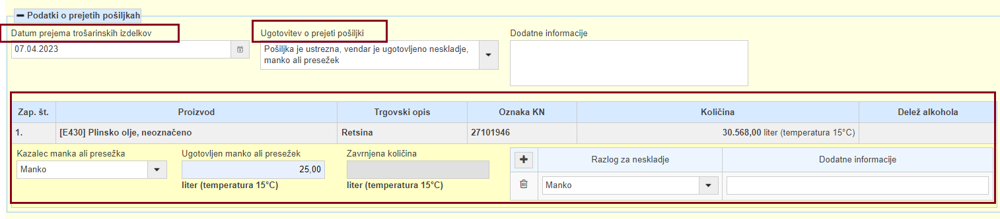 Podatki o prejetih pošiljkah
Datum prejema trošarinskih izdelkov
Ugotovitev o prejeti pošiljki
Dodatne informacije
07.04.2023
Pošiljka je ustrezna, vendar je ugotovljeno neskladje,
manko ali presežek
Zap. št. Proizvod Trgovski opis Oznaka KN Količina Delež alkohola
1. [E430] Plinsko olje, neoznačeno Retsina 27101946 30.568,00 liter (temperatura 15°C)
Kazalec manka ali presežka Ugotovljen manko ali presežek Zavrnjena količina
Manko 25,00
liter (temperatura 15°C) liter (temperatura 15°C)
Razlog za neskladje Dodatne informacije
Manko